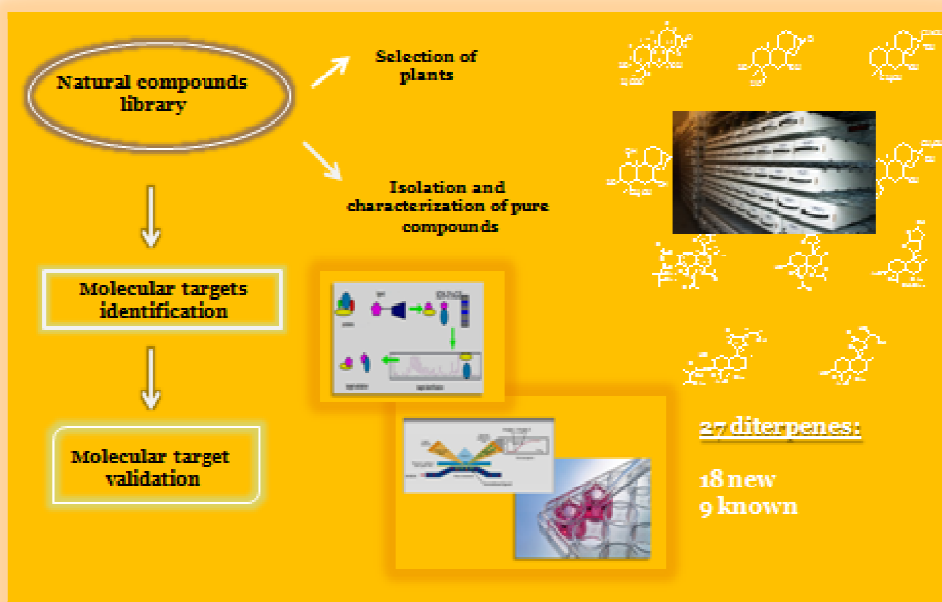 Natural compounds
library
Selection of
plants
Isolation and
characterization of pure
compounds
Molecular targets
identification
Molecular target
validation
27 diterpenes:
18 new
9 known